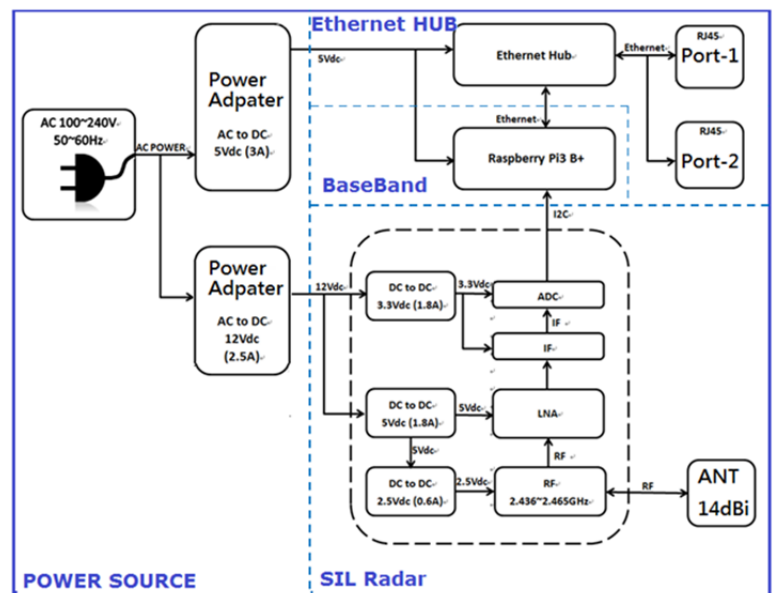 Ethernet HUB
Power
Adpater
AC to DC
5Vdc (3A)
5Vdc
Ethernet Hub
Ethernet
RJ45
Port-1
AC 100~240V
50~60Hz
AC POWER
Ethernet
Raspberry Pi3 B+
RJ45
Port-2
BaseBand
I2C
Power
Adpater
AC to DC
12Vdc
(2.5A)
12Vdc
DC to DC
3.3Vdc (1.8A)
3.3Vdc
ADC
IF
IF
DC to DC
5Vdc (1.8A)
5Vdc
LNA
5Vdc
RF
DC to DC
2.5Vdc (0.6A)
2.5Vdc
RF
2.436~2.465GHz
RF
ANT
14dBi
POWER SOURCE
SIL Radar